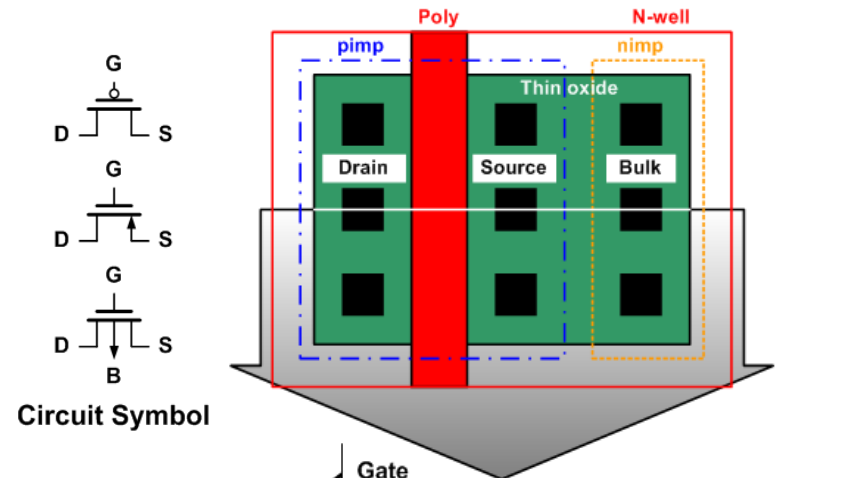 Poly
N-well
pimp
nimp
G
Thin oxide
D
S
Drain
Source
Bulk
G
D
S
G
D
S
B
Circuit Symbol
Gate